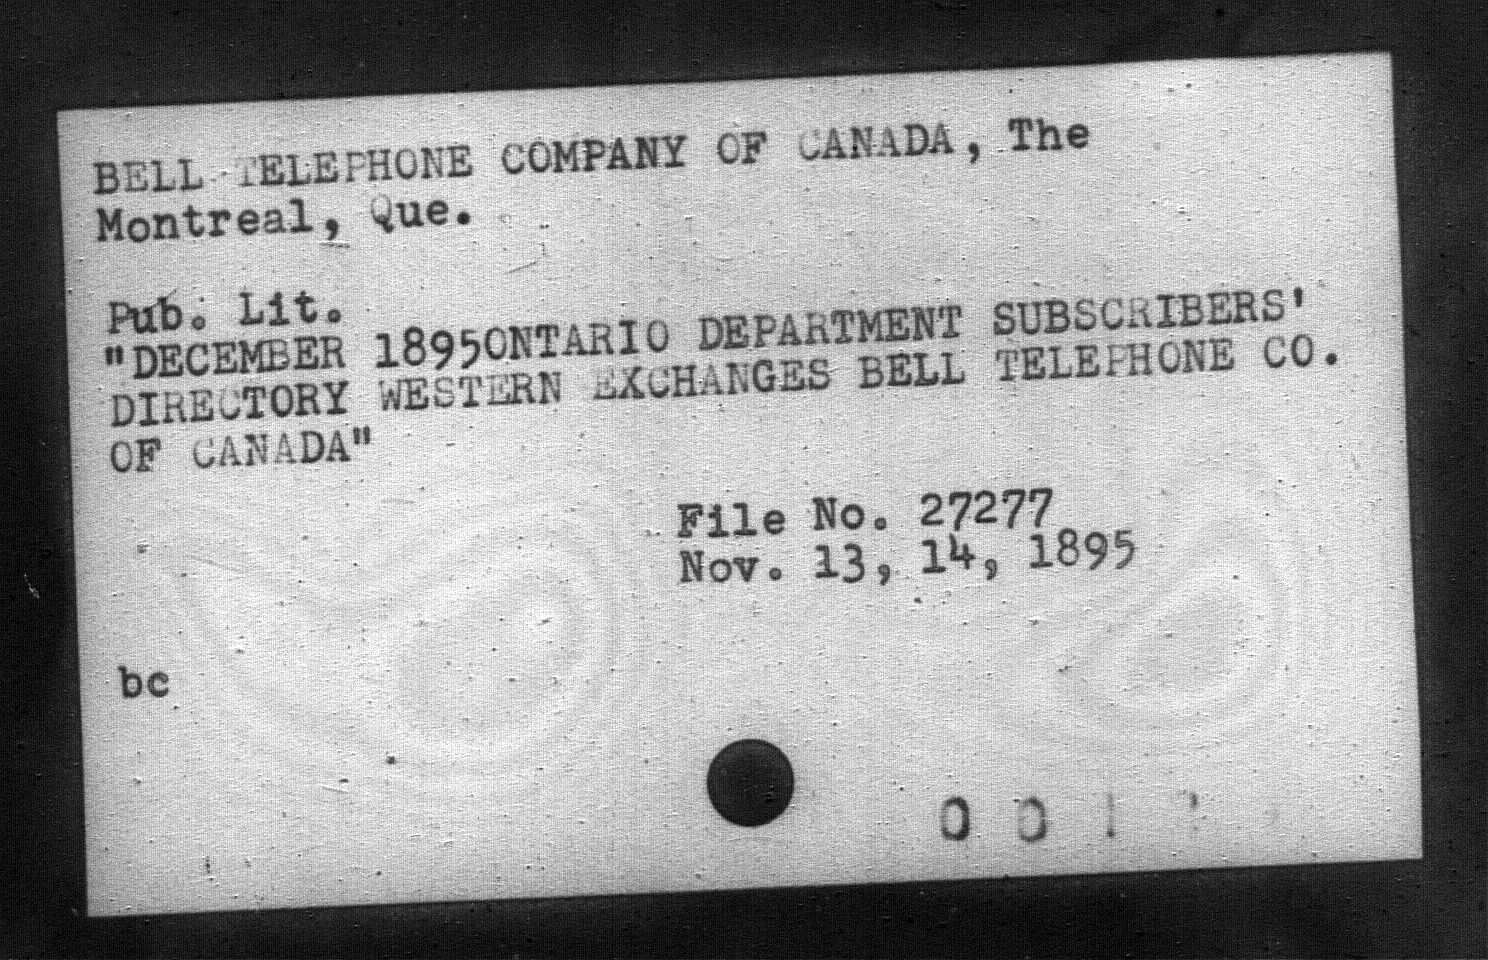 BELL TELEPHONE COMPANY OF CANADA, The
Montreal, Que.
Pub. Lit.
"DECEMBER 1895ONTARIO DEPARTMENT SUBSCRIBERS'
DIRECTORY WESTERN EXCHANGES BELL TELEPHONE CO.
OF CANADA"
File No. 27277
Nov. 13, 14, 1895
bc